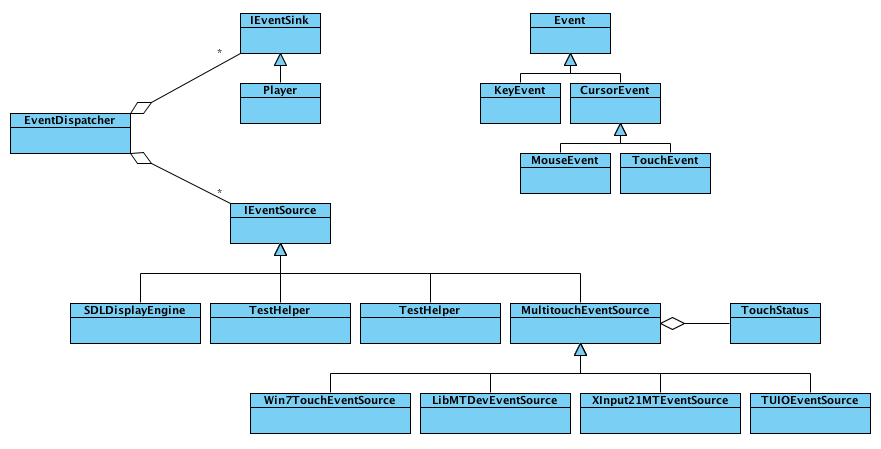 IEventSink
Event
*
Player
KeyEvent
CursorEvent
EventDispatcher
MouseEvent
TouchEvent
*
IEventSource
SDLDisplayEngine
TestHelper
TestHelper
MultitouchEventSource
TouchStatus
Win7TouchEventSource
LibMTDevEventSource
XInput21MTEventSource
TUIOEventSource